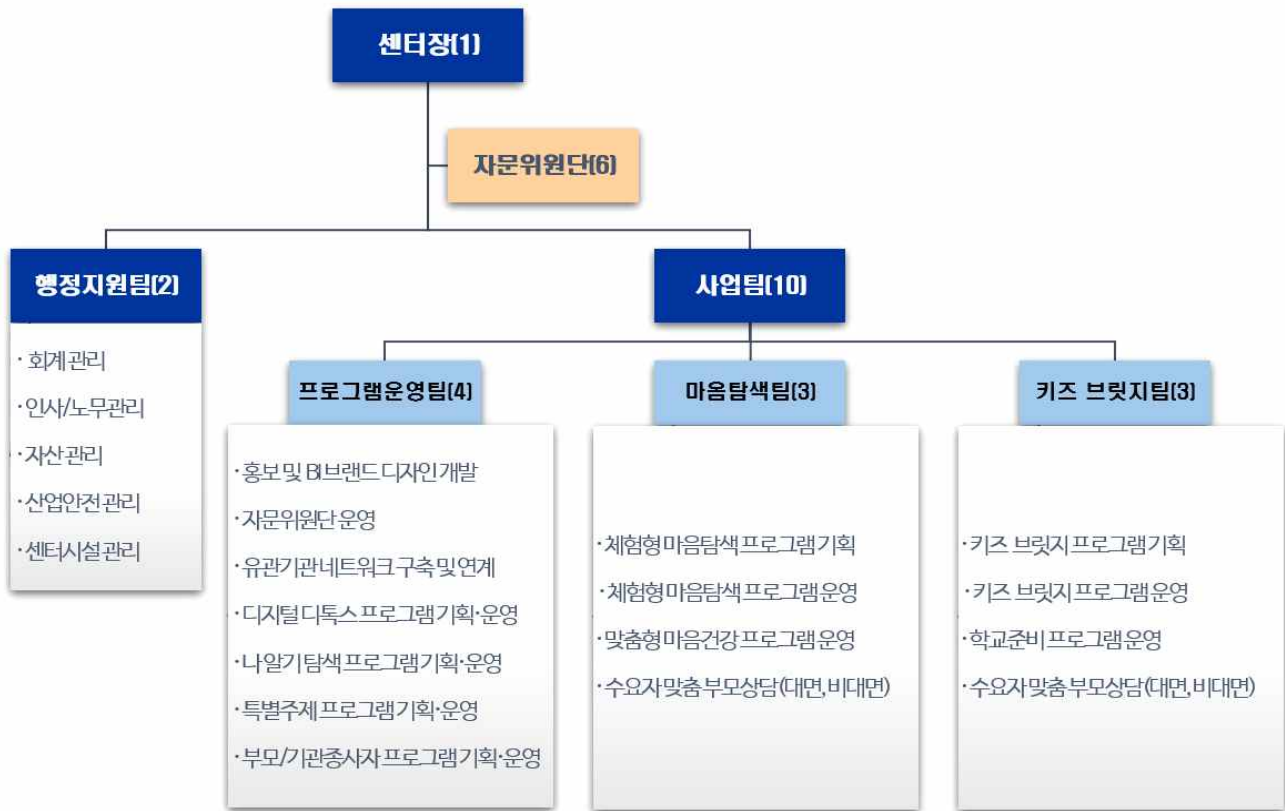 센터장(1)
자문위원단(6)
행정지원팀(2)
· 회계 관리
· 인사/노무관리
· 자산 관리
· 산업안전 관리
· 센터시설 관리
사업팀(10)
프로그램운영팀(4)
· 홍보 및 BI브랜드 디자인 개발
· 자문위원단 운영
· 유관기관 네트워크 구축 및 연계
· 디지털 디톡스 프로그램 기획·운영
· 나알기 탐색 프로그램 기획·운영
· 특별주제 프로그램 기획·운영
· 부모/기관종사자 프로그램 기획·운영
마음탐색팀(3)
· 체험형 마음탐색 프로그램 기획
· 체험형 마음탐색 프로그램 운영
· 맞춤형 마음건강 프로그램 운영
· 수요자 맞춤 부모상담(대면, 비대면)
키즈 브릿지팀(3)
· 키즈 브릿지 프로그램 기획
· 키즈 브릿지 프로그램 운영
· 학교준비 프로그램 운영
· 수요자 맞춤 부모상담(대면, 비대면)